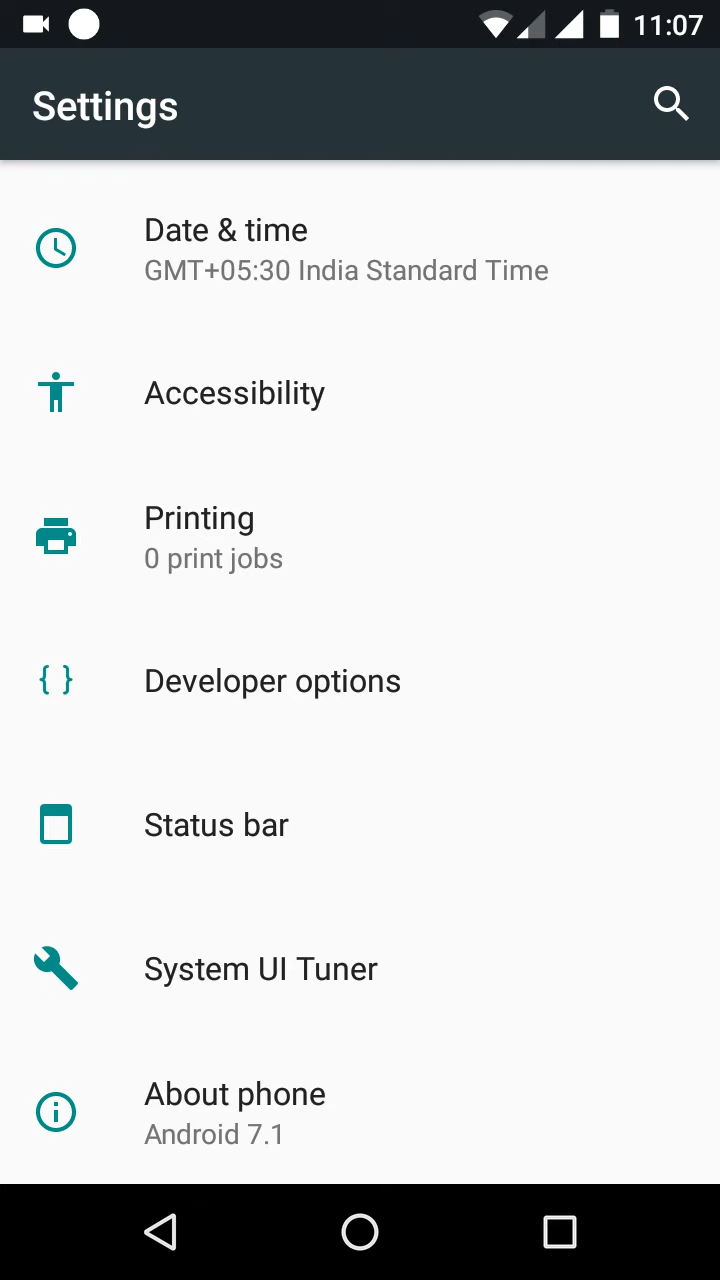 11:07
Settings
Date & time
GMT+05:30 India Standard Time
Accessibility
Printing
0 print jobs
Developer options
Status bar
System UI Tuner
About phone
Android 7.1